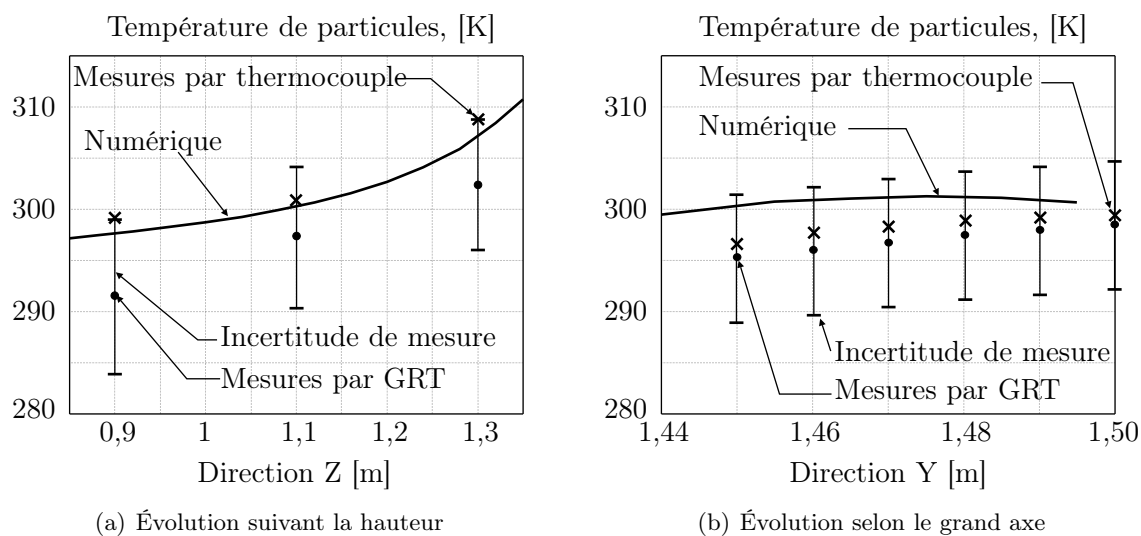 Température de particules, [K]
Mesures par thermocouple
310
Numérique
300
290
Incertitude de mesure
Mesures par GRT
280
0,9 1 1,1 1,2 1,3
Direction Z [m]
(a) Évolution suivant la hauteur
Température de particules, [K]
Mesures par thermocouple
310
Numérique
300
290
Incertitude de mesure
Mesures par GRT
280
1,44 1,46 1,48 1,50
Direction Y [m]
(b) Évolution selon le grand axe